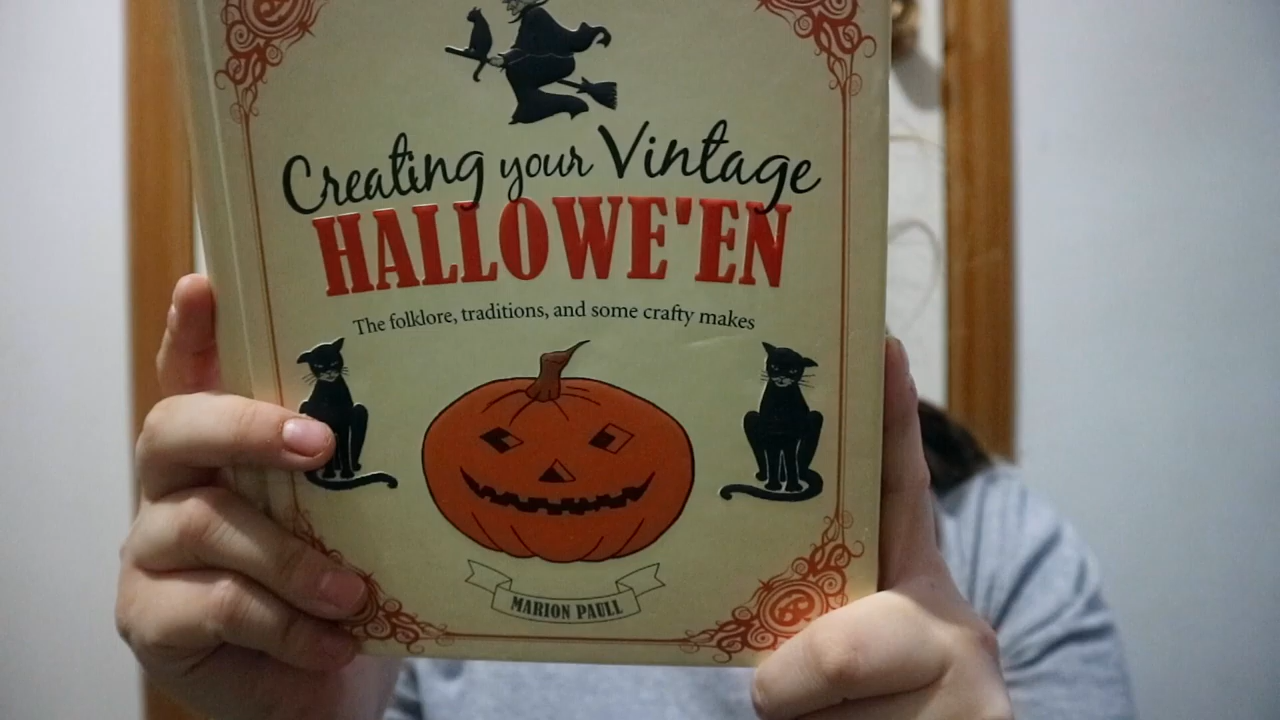 Creating your Vintage
HALLOWE'EN
The folklore, traditions, and some crafty makes
MARION PAULL